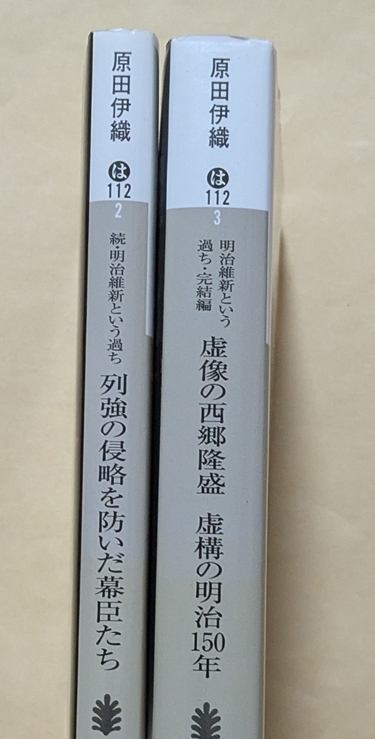 原田伊織
は
112
2
続・明治維新という過ち
列強の侵略を防いだ幕臣たち
原田伊織
は
112
3
明治維新という
過ち・完結編
虚像の西郷隆盛 虚構の明治150年